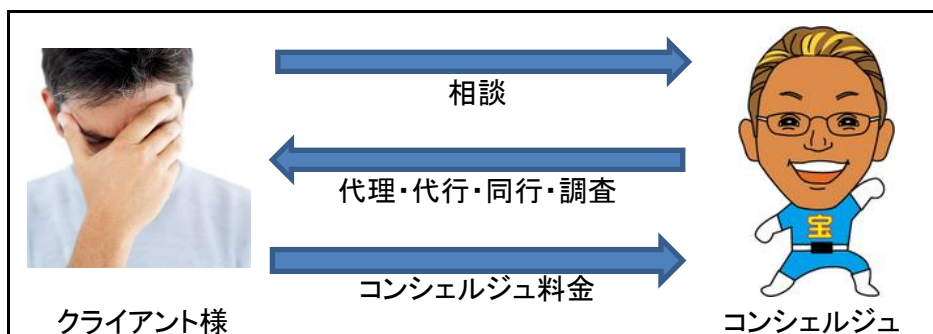 相談
代理・代行・同行・調査
宝
コンシェルジュ料金
クライアント様
コンシェルジュ